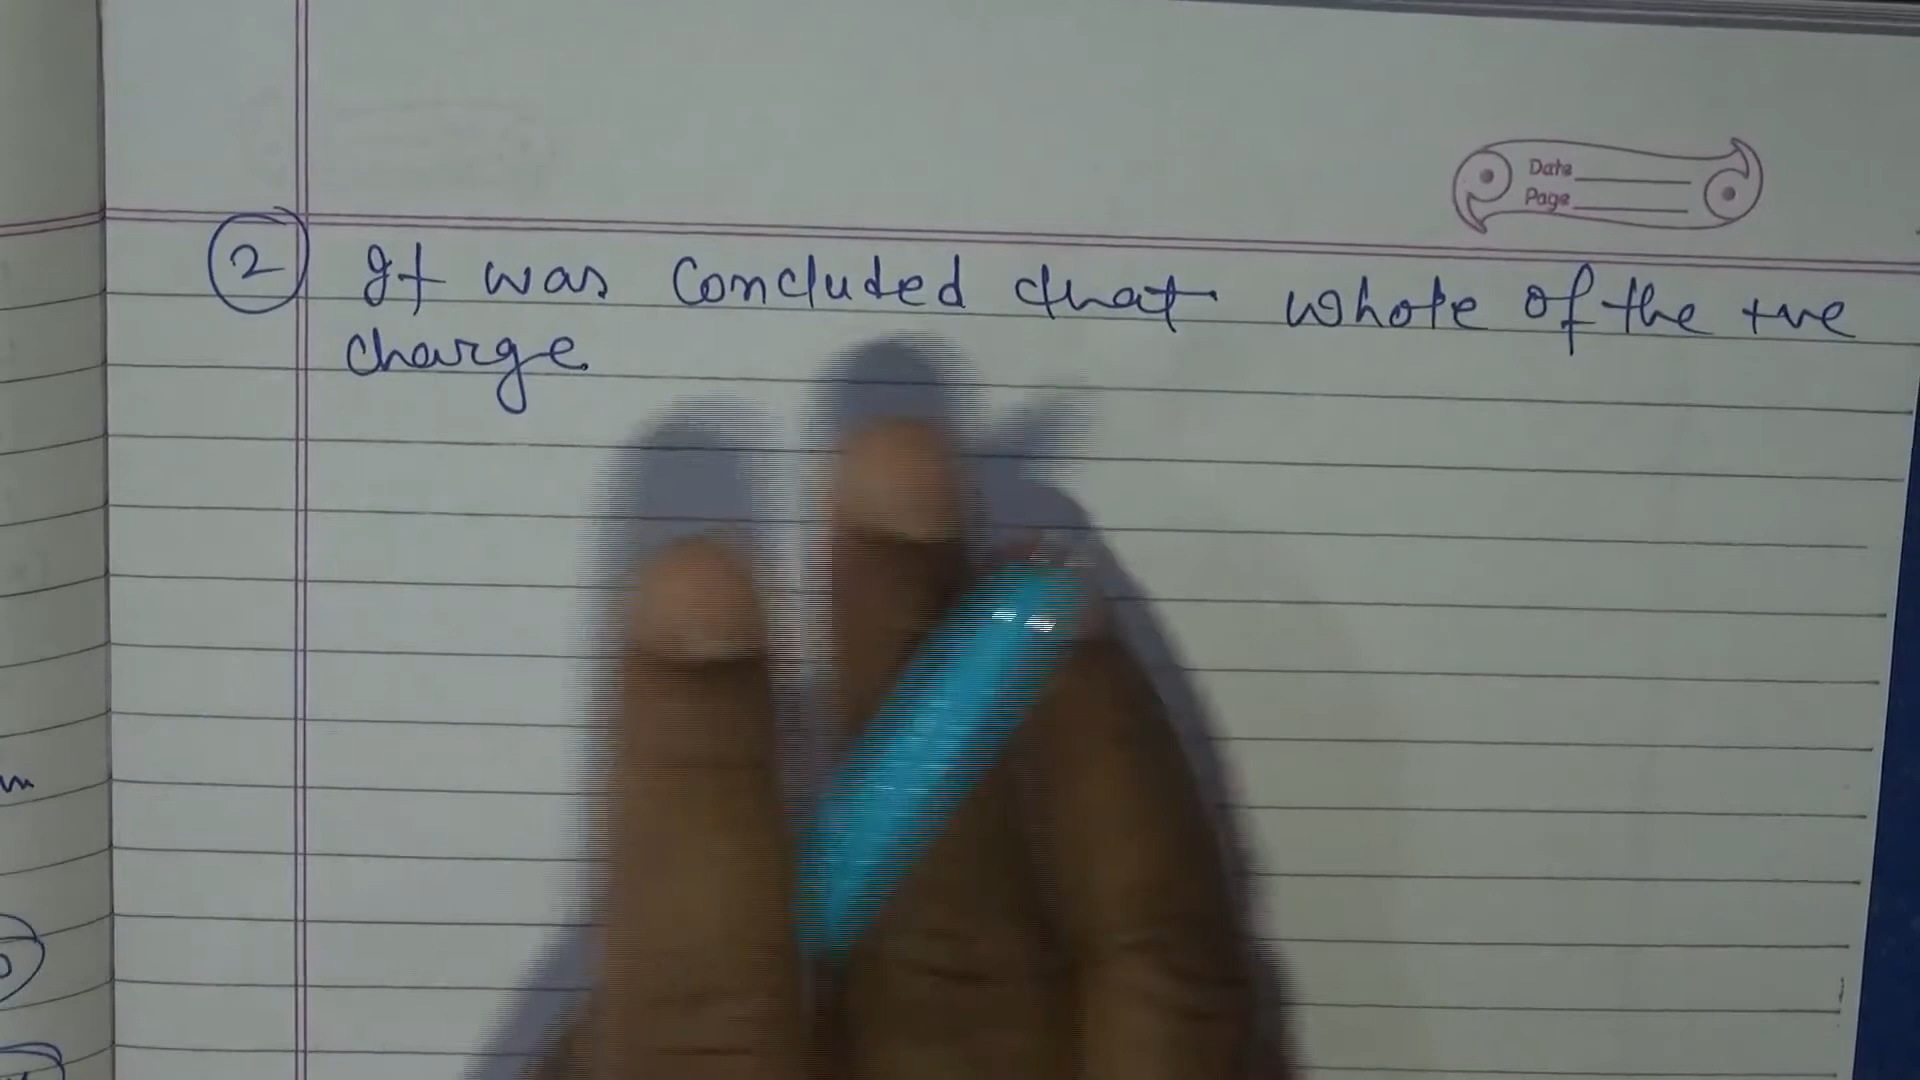 Date
Page
2 It was concluded that whole of the +ve
charge
m